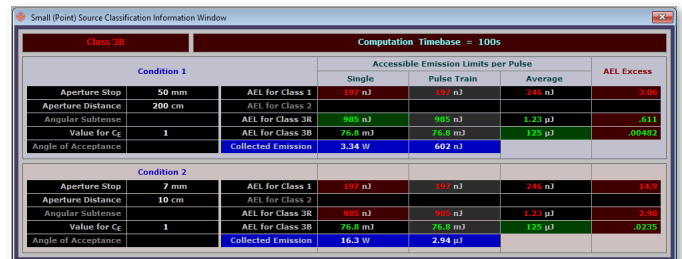 Small (Point) Source Classification Information Window
Class 3B
Computation Timebase = 100s
Condition 1
Accessible Emission Limits per Pulse
AEL Excess
Single Pulse Train Average
Aperture Stop 50 mm AEL for Class 1 197 nJ 197 nJ 246 nJ 3.06
Aperture Distance 200 cm AEL for Class 2
Angular Subtense AEL for Class 3R 985 nJ 985 nJ 1.23 µJ .611
Value for CE 1 AEL for Class 3B 76.8 mJ 76.8 mJ 125 µJ .00482
Angle of Acceptance Collected Emission 3.34 W 602 nJ
Condition 2
Aperture Stop 7 mm AEL for Class 1 197 nJ 197 nJ 246 nJ 14.9
Aperture Distance 10 cm AEL for Class 2
Angular Subtense AEL for Class 3R 985 nJ 985 nJ 1.23 µJ 2.98
Value for CE 1 AEL for Class 3B 76.8 mJ 76.8 mJ 125 µJ .0235
Angle of Acceptance Collected Emission 16.3 W 2.94 µJ